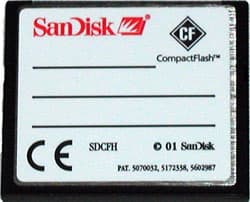 SanDisk
CF
CompactFlash™
CE
SDCFH
© 01 SanDisk
PAT. 5070032, 5172338, 5602987